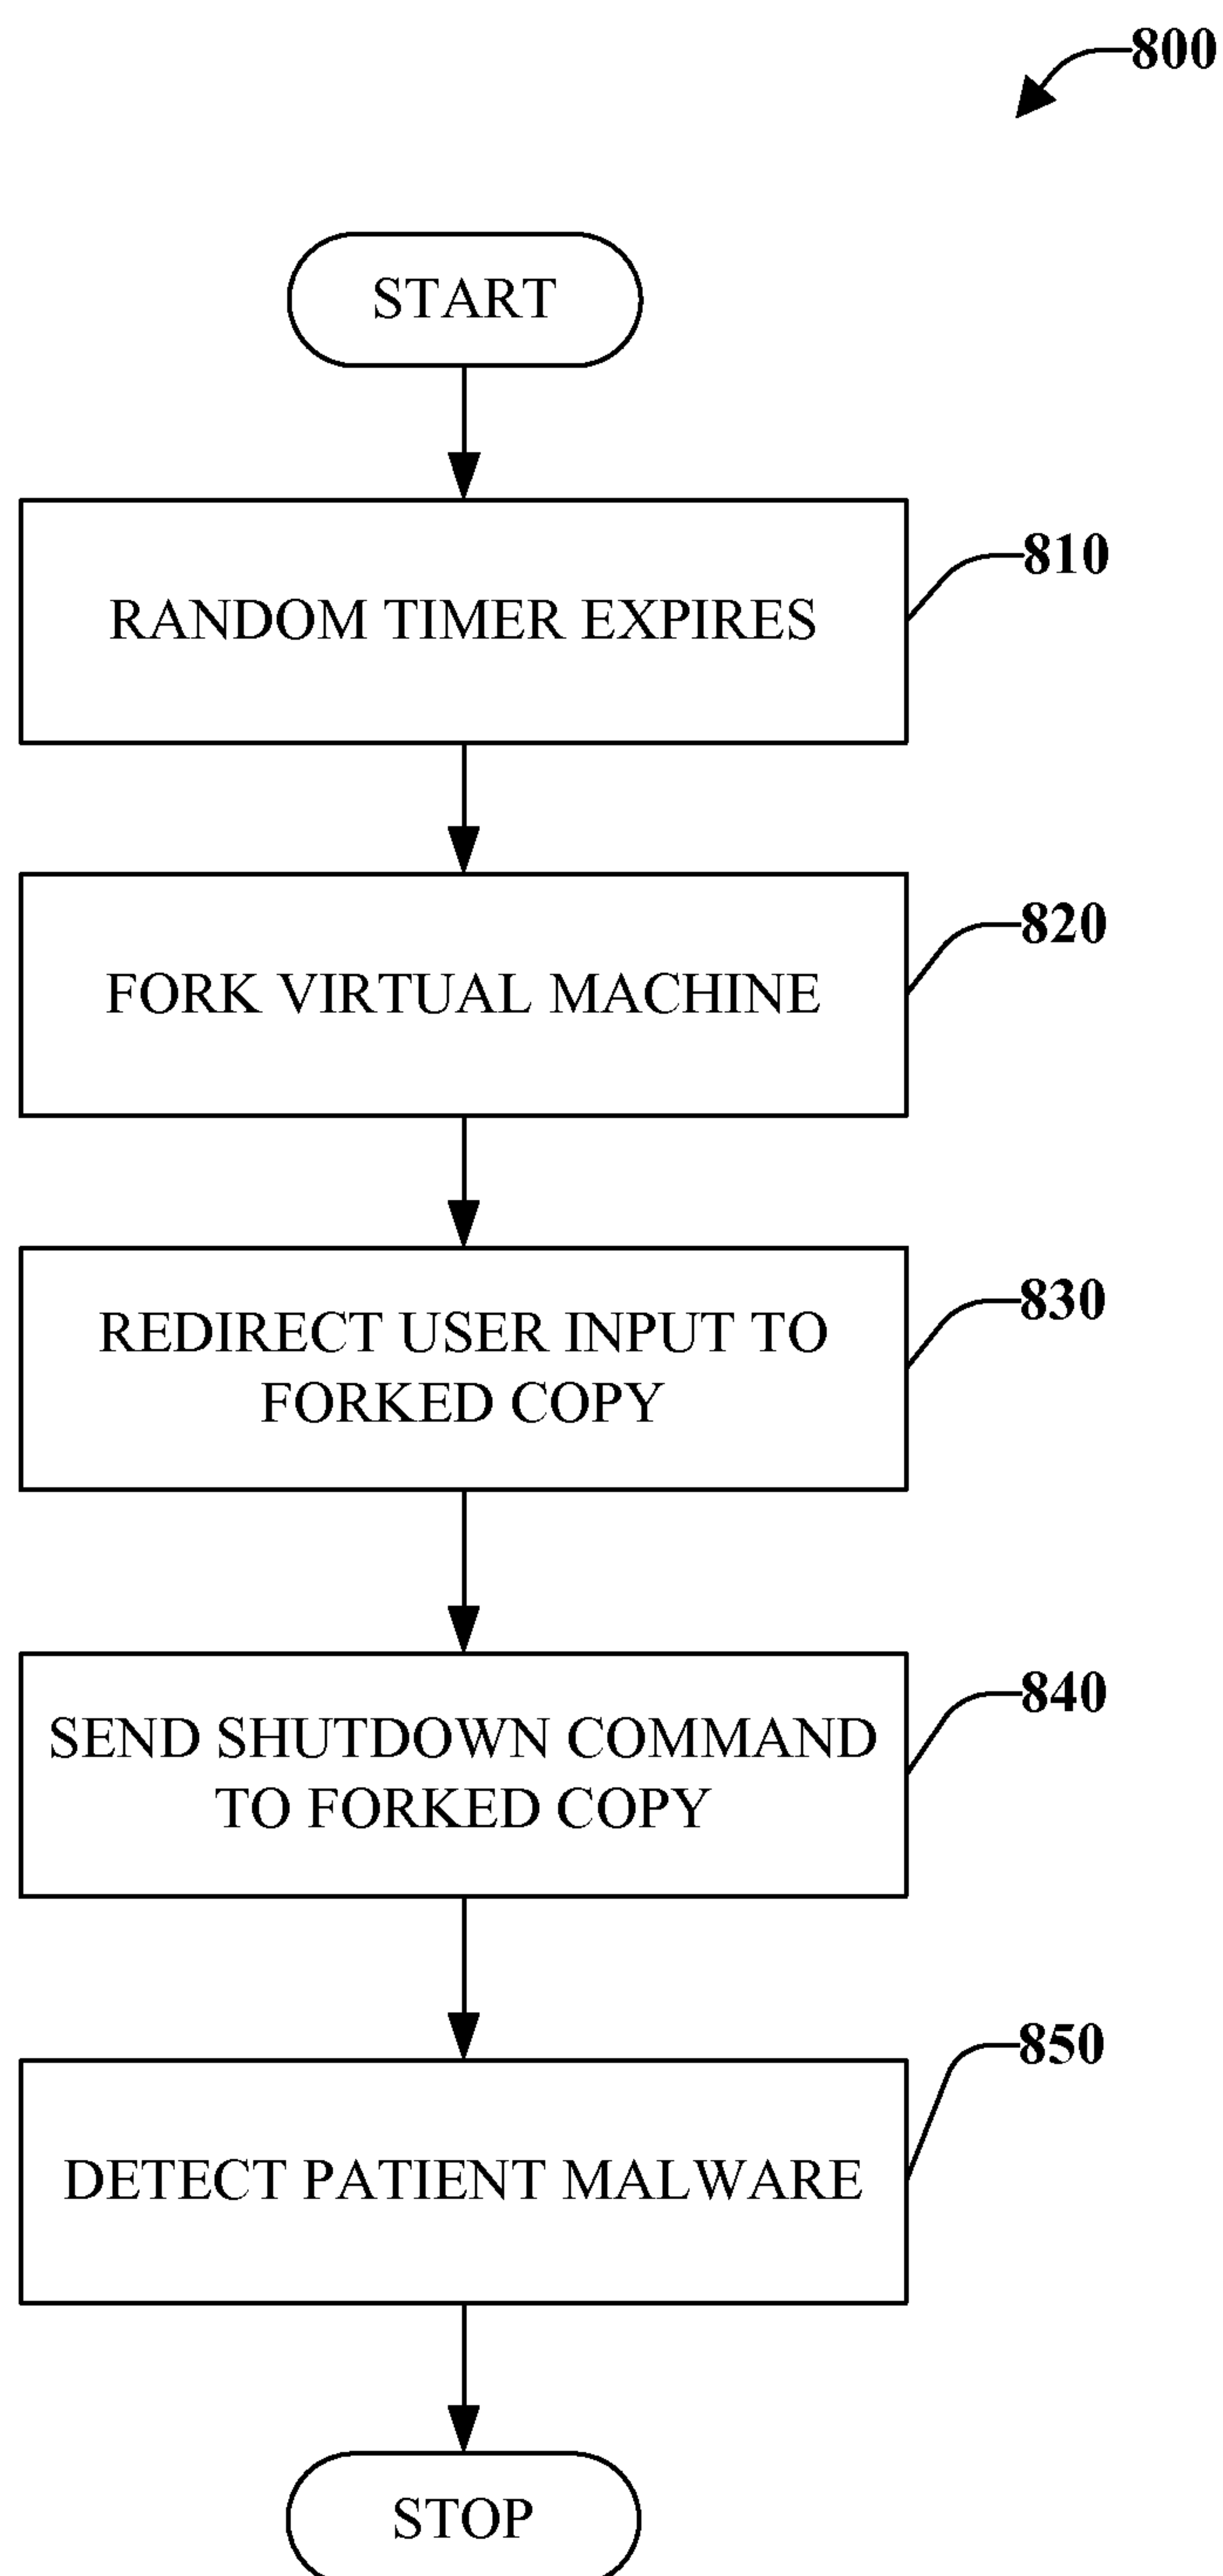 800
START
RANDOM TIMER EXPIRES
810
FORK VIRTUAL MACHINE
820
REDIRECT USER INPUT TO
FORKED COPY
830
SEND SHUTDOWN COMMAND
TO FORKED COPY
840
DETECT PATIENT MALWARE
850
STOP